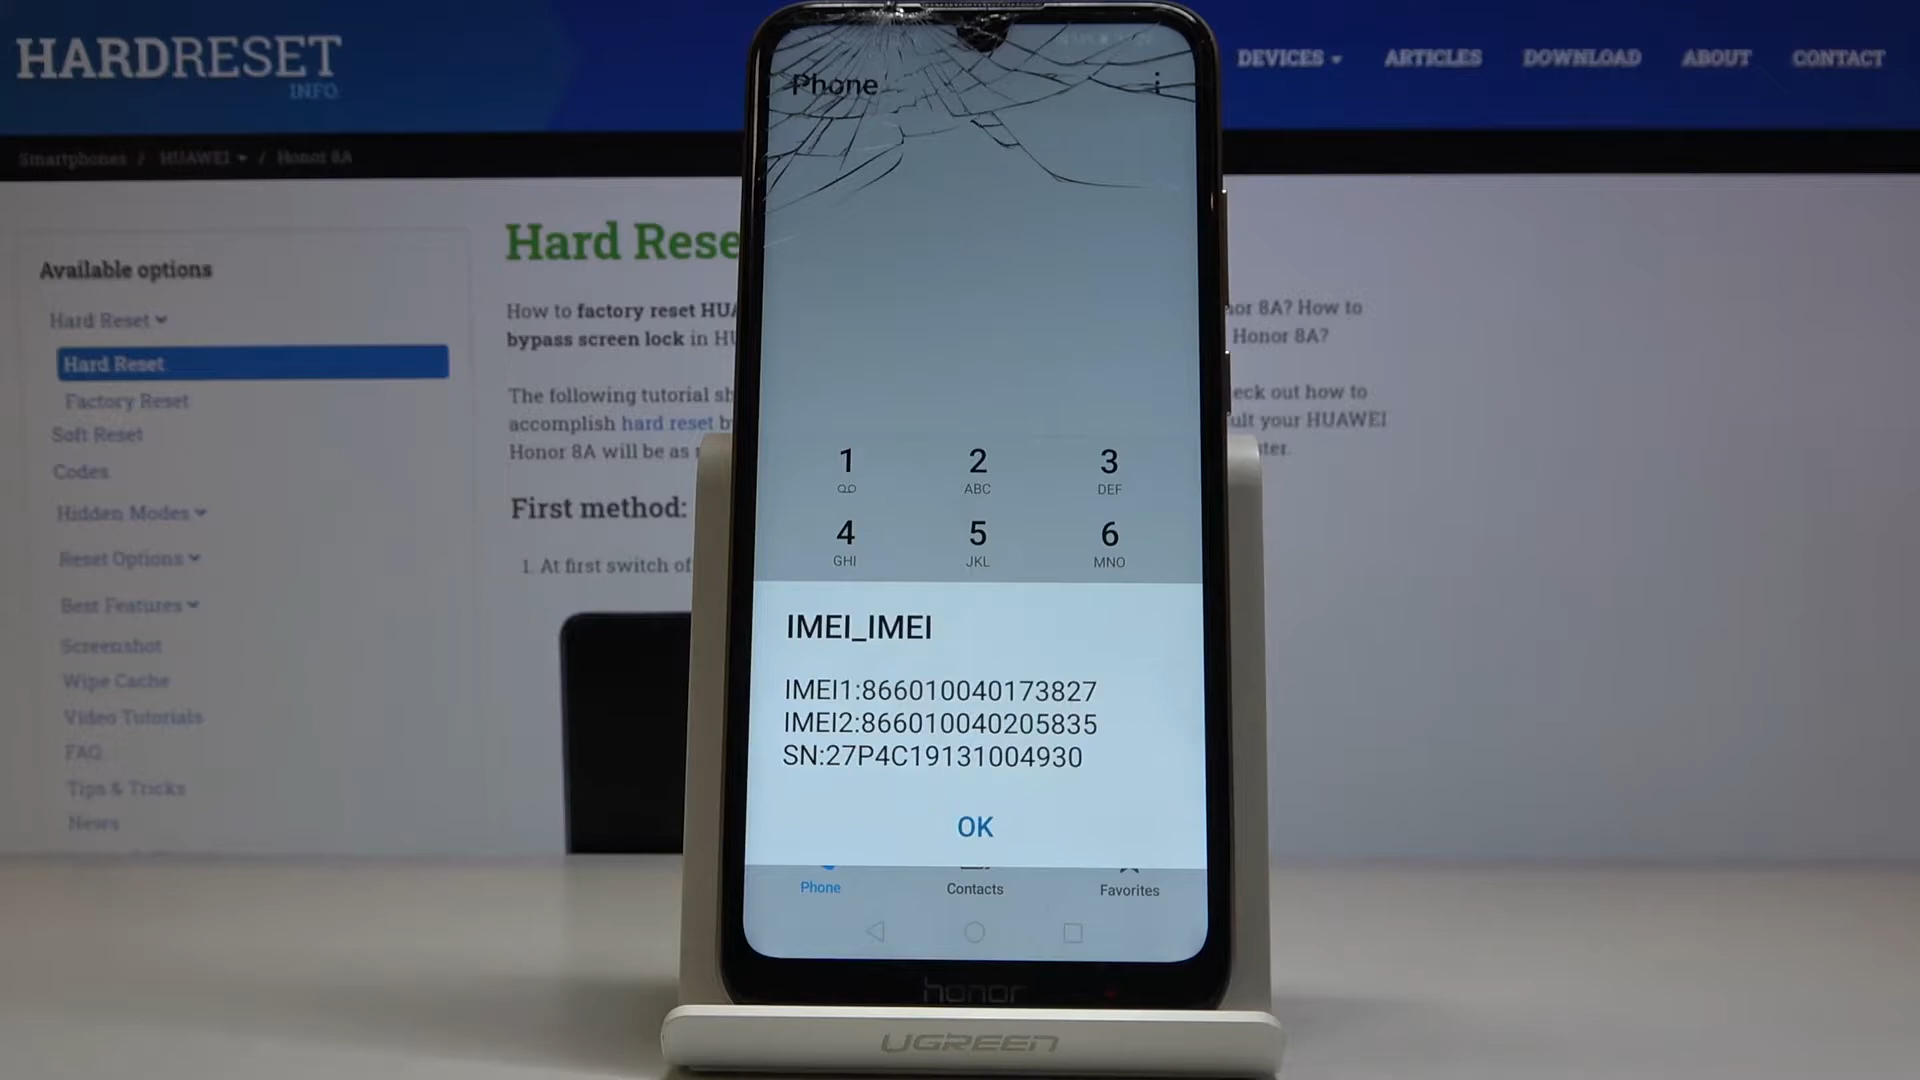 HARDRESET
INFO
DEVICES
ARTICLES
DOWNLOAD
ABOUT
CONTACT
Smartphones / HUAWEI / Honor 8A
Available options
Hard Reset
Hard Reset
Factory Reset
Soft Reset
Codes
Hidden Modes
Reset Options
Best Features
Screenshot
Wipe Cache
Video Tutorials
FAQ
Tips & Tricks
News
Hard Rese
How to factory reset HUA
bypass screen lock in HU
The following tutorial sh
accomplish hard reset b
Honor 8A will be as
First method:
1. At first switch of
nor 8A? How to
Honor 8A?
eck out how to
ult your HUAWEI
ter.
Phone
1
2 ABC
3 DEF
4 GHI
5 JKL
6 MNO
IMEI_IMEI
IMEI1:866010040173827
IMEI2:866010040205835
SN:27P4C19131004930
OK
Phone
Contacts
Favorites
honor
UGREEN